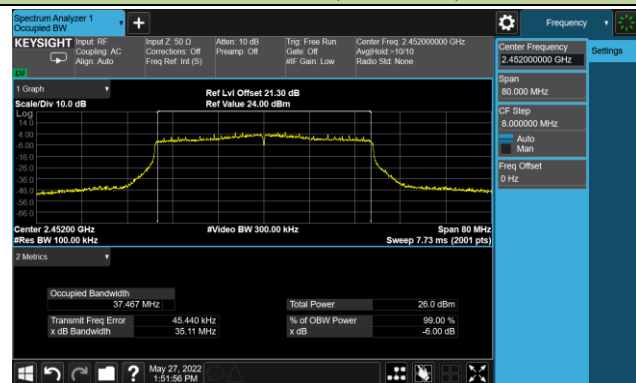 Spectrum Analyzer 1
Occupied BW
Frequency
KEYSIGHT
Input: RF
Coupling: AC
Align: Auto
Input Z: 50 Ω
Corrections: Off
Freq Ref: Int (S)
Atten: 10 dB
Preamp: Off
Trig: Free Run
Gate: Off
#IF Gain: Low
Center Freq: 2.452000000 GHz
Avg|Hold:>10/10
Radio Std: None
Center Frequency
2.452000000 GHz
Settings
Span
80.000 MHz
CF Step
8.000000 MHz
Auto
Man
Freq Offset
0 Hz
1 Graph
Scale/Div 10.0 dB
Ref Lvl Offset 21.30 dB
Ref Value 24.00 dBm
Log
14.0
4.00
-6.00
-16.0
-26.0
-36.0
-46.0
-56.0
-66.0
Center 2.45200 GHz
#Res BW 100.00 kHz
#Video BW 300.00 kHz
Span 80 MHz
Sweep 7.73 ms (2001 pts)
2 Metrics
Occupied Bandwidth
37.467 MHz
Total Power 26.0 dBm
Transmit Freq Error 45.440 kHz
% of OBW Power 99.00 %
x dB Bandwidth 35.11 MHz
x dB -6.00 dB
May 27, 2022
1:51:56 PM